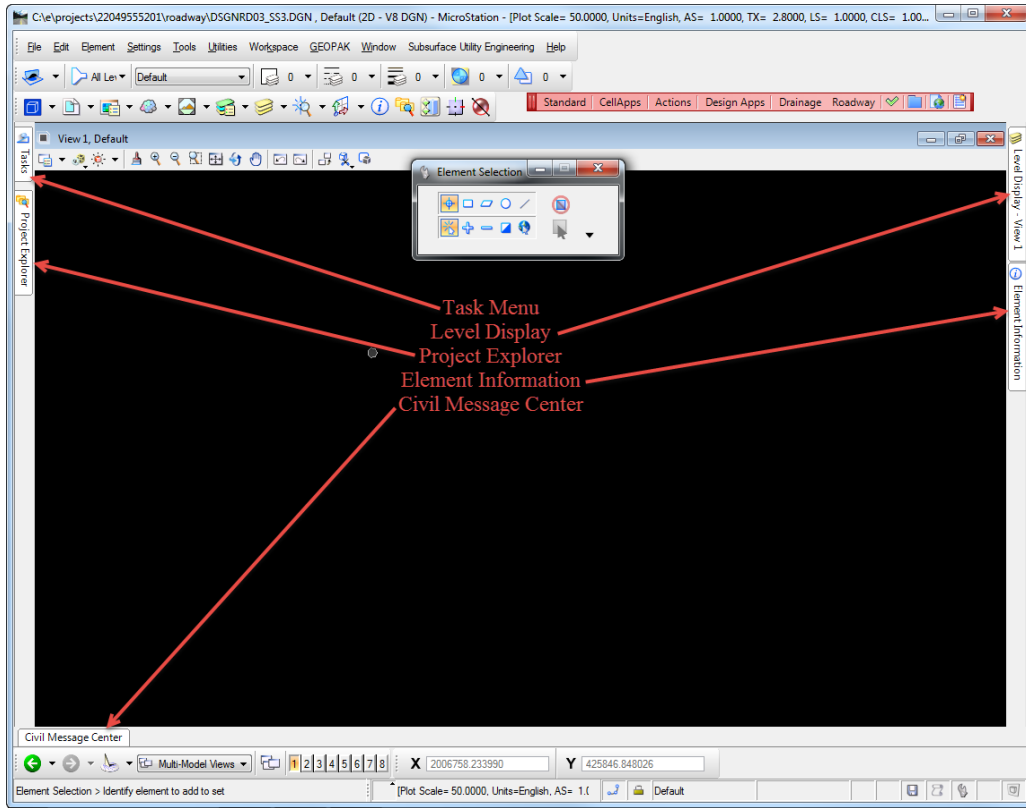 C:\e\projects\22049555201\roadway\DSGNRD03_SS3.DGN , Default (2D - V8 DGN) - MicroStation - [Plot Scale= 50.0000, Units=English, AS= 1.0000, TX= 2.8000, LS= 1.0000, CLS= 1.00...
File Edit Element Settings Tools Utilities Workspace GEOPAK Window Subsurface Utility Engineering Help
All Lev Default 0 0 0 0 0
Standard CellApps Actions Design Apps Drainage Roadway
View 1, Default
Tasks
Project Explorer
Element Selection
Level Display - View 1
Element Information
Task Menu
Level Display
Project Explorer
Element Information
Civil Message Center
Civil Message Center
Multi-Model Views 1 2 3 4 5 6 7 8 X 2006758.233990 Y 425846.848026
Element Selection > Identify element to add to set [Plot Scale= 50.0000, Units=English, AS= 1.( Default